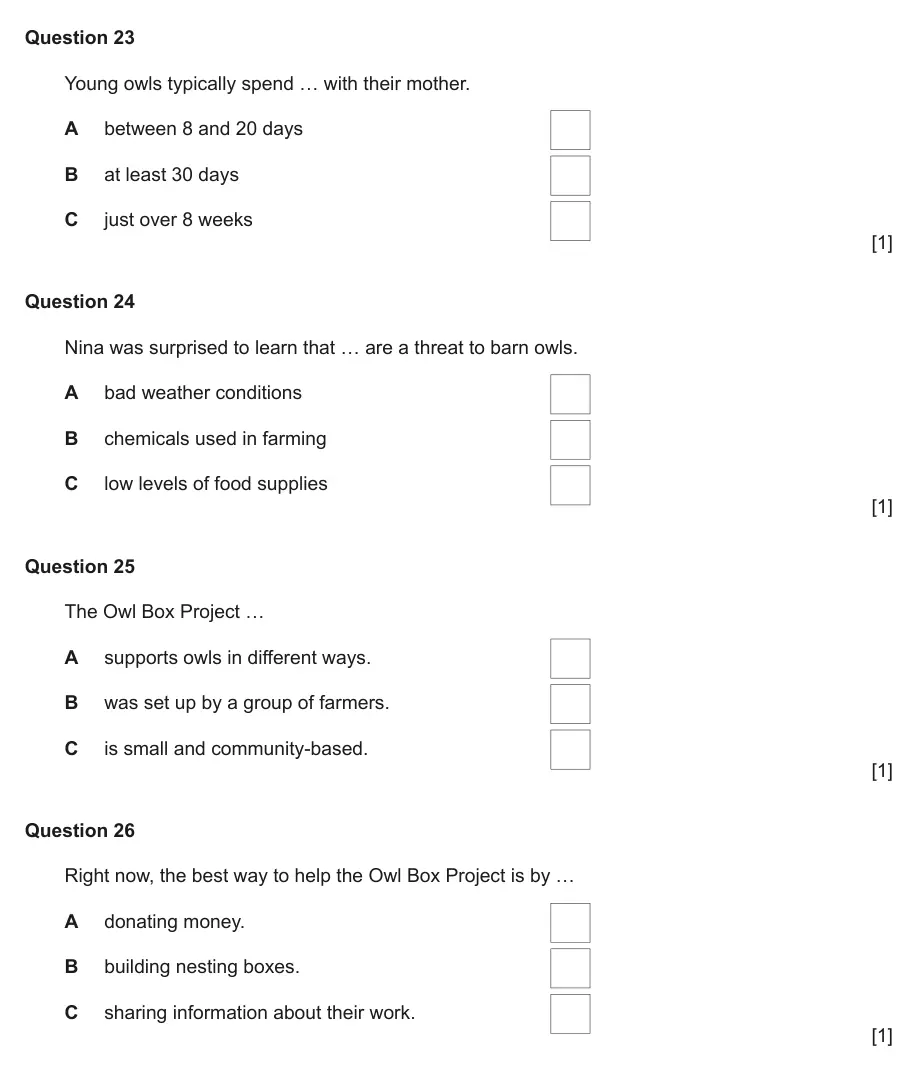 Question 23
Young owls typically spend … with their mother.
A between 8 and 20 days
B at least 30 days
C just over 8 weeks
[1]
Question 24
Nina was surprised to learn that … are a threat to barn owls.
A bad weather conditions
B chemicals used in farming
C low levels of food supplies
[1]
Question 25
The Owl Box Project …
A supports owls in different ways.
B was set up by a group of farmers.
C is small and community-based.
[1]
Question 26
Right now, the best way to help the Owl Box Project is by …
A donating money.
B building nesting boxes.
C sharing information about their work.
[1]